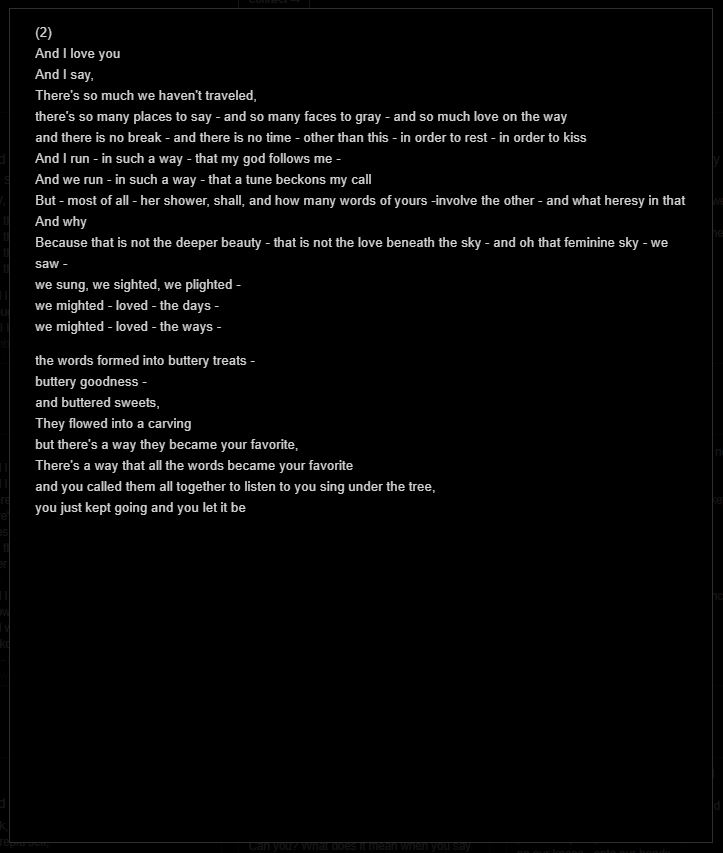 (2)
And I love you
And I say,
There's so much we haven't traveled,
there's so many places to say - and so many faces to gray - and so much love on the way
and there is no break - and there is no time - other than this - in order to rest - in order to kiss
And I run - in such a way - that my god follows me -
And we run - in such a way - that a tune beckons my call
But - most of all - her shower, shall, and how many words of yours -involve the other - and what heresy in that
And why
Because that is not the deeper beauty - that is not the love beneath the sky - and oh that feminine sky - we
saw -
we sung, we sighted, we plighted -
we mighted - loved - the days -
we mighted - loved - the ways -
the words formed into buttery treats -
buttery goodness -
and buttered sweets,
They flowed into a carving
but there's a way they became your favorite,
There's a way that all the words became your favorite
and you called them all together to listen to you sing under the tree,
you just kept going and you let it be
Can you? What does it mean when you say